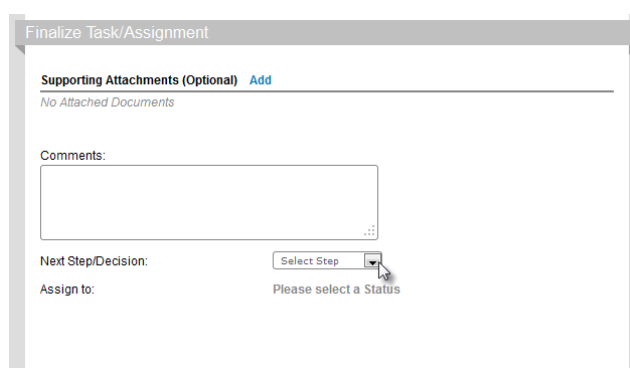 Finalize Task/Assignment
Supporting Attachments (Optional) Add
No Attached Documents
Comments:
Next Step/Decision: Select Step
Assign to: Please select a Status